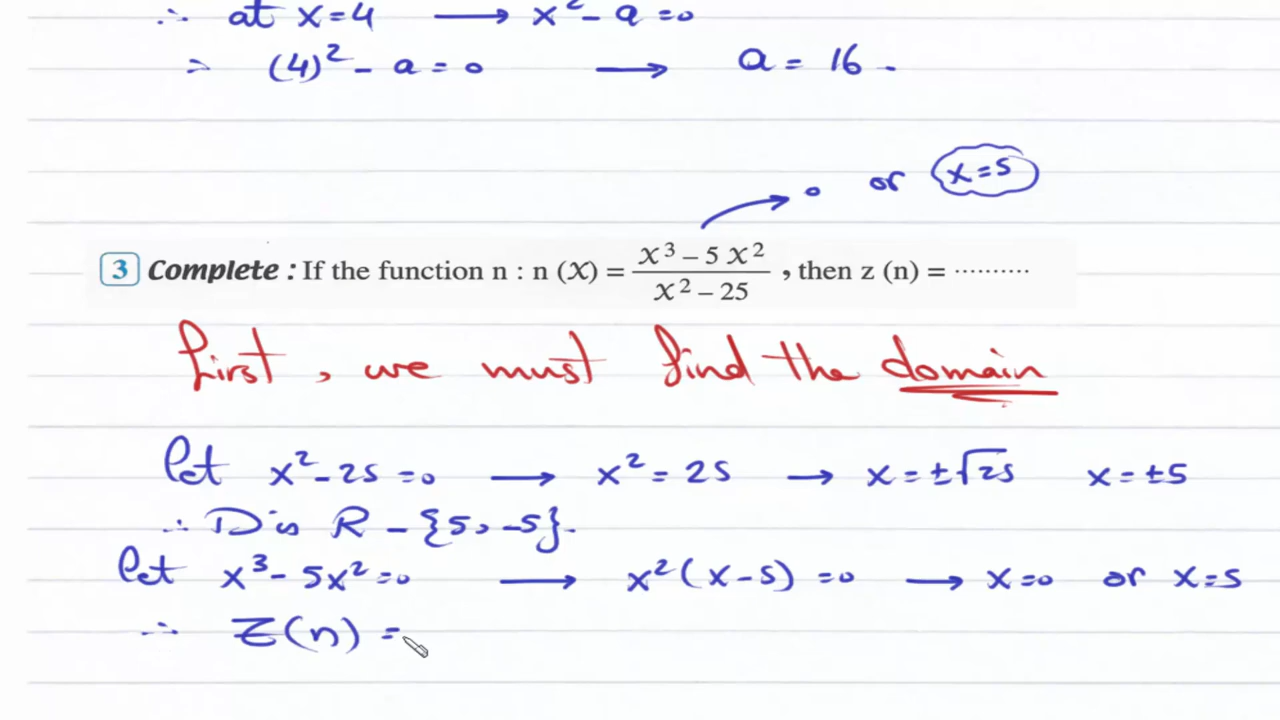 ∴ at x=4 ⟶ x² - a = 0
∴ (4)² - a = 0 ⟶ a = 16 .
0 or x=5
3 Complete : If the function n : n (X) = (X³ – 5 X²) / (X² – 25) , then z (n) = ··········
first , we must find the domain
let x² - 25 = 0 ⟶ x² = 25 → x = ±√25 x = ±5
∴ D is R - {5, -5}.
let x³ - 5x² = 0 ⟶ x² (x - 5) = 0 ⟶ x = 0 or x = 5
∴ Z(n) =